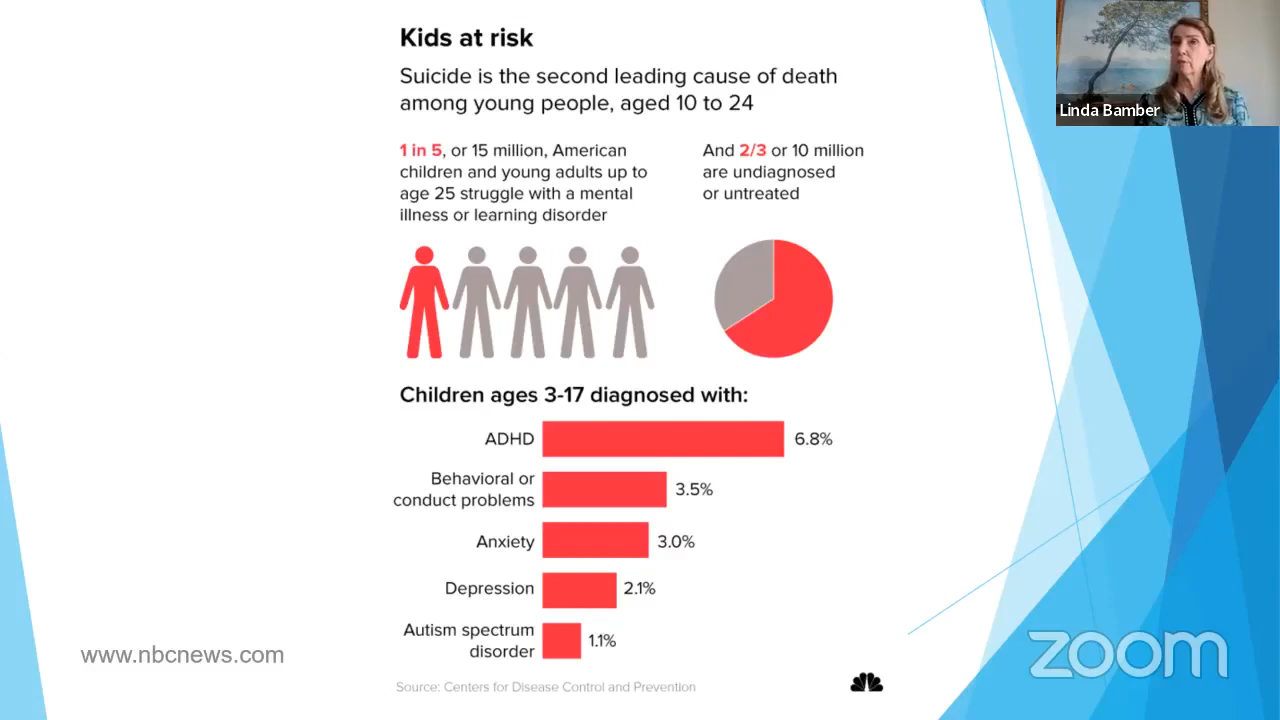 Kids at risk
Suicide is the second leading cause of death
among young people, aged 10 to 24
1 in 5, or 15 million, American
children and young adults up to
age 25 struggle with a mental
illness or learning disorder
And 2/3 or 10 million
are undiagnosed
or untreated
Children ages 3-17 diagnosed with:
ADHD 6.8%
Behavioral or
conduct problems 3.5%
Anxiety 3.0%
Depression 2.1%
Autism spectrum
disorder 1.1%
Source: Centers for Disease Control and Prevention
www.nbcnews.com
Linda Bamber
zoom